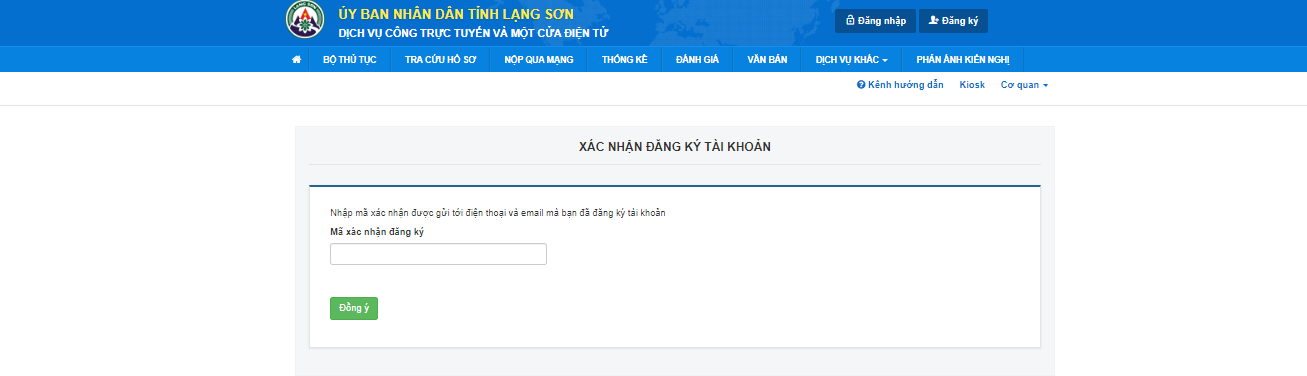 LẠNG SƠN
ỦY BAN NHÂN DÂN TỈNH LẠNG SƠN
DỊCH VỤ CÔNG TRỰC TUYẾN VÀ MỘT CỬA ĐIỆN TỬ
Đăng nhập Đăng ký
BỘ THỦ TỤC TRA CỨU HỒ SƠ NỘP QUA MẠNG THỐNG KÊ ĐÁNH GIÁ VĂN BẢN DỊCH VỤ KHÁC PHẢN ÁNH KIẾN NGHỊ
Kênh hướng dẫn Kiosk Cơ quan
XÁC NHẬN ĐĂNG KÝ TÀI KHOẢN
Nhập mã xác nhận được gửi tới điện thoại và email mà bạn đã đăng ký tài khoản
Mã xác nhận đăng ký
Đồng ý